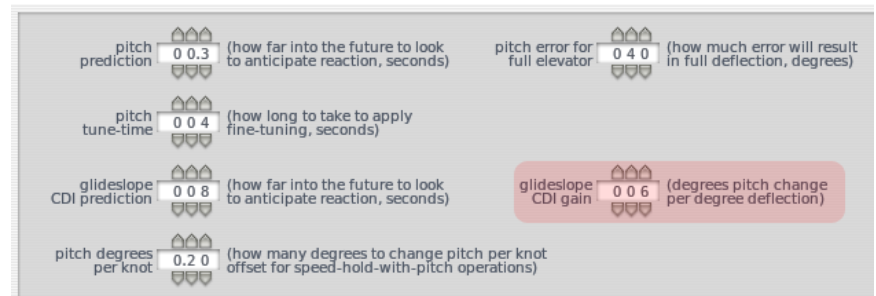 pitch prediction 0 0.3 (how far into the future to look to anticipate reaction, seconds)
pitch error for full elevator 0 4 0 (how much error will result in full deflection, degrees)
pitch tune-time 0 0 4 (how long to take to apply fine-tuning, seconds)
glideslope CDI prediction 0 0 8 (how far into the future to look to anticipate reaction, seconds)
glideslope CDI gain 0 0 6 (degrees pitch change per degree deflection)
pitch degrees per knot 0.2 0 (how many degrees to change pitch per knot offset for speed-hold-with-pitch operations)